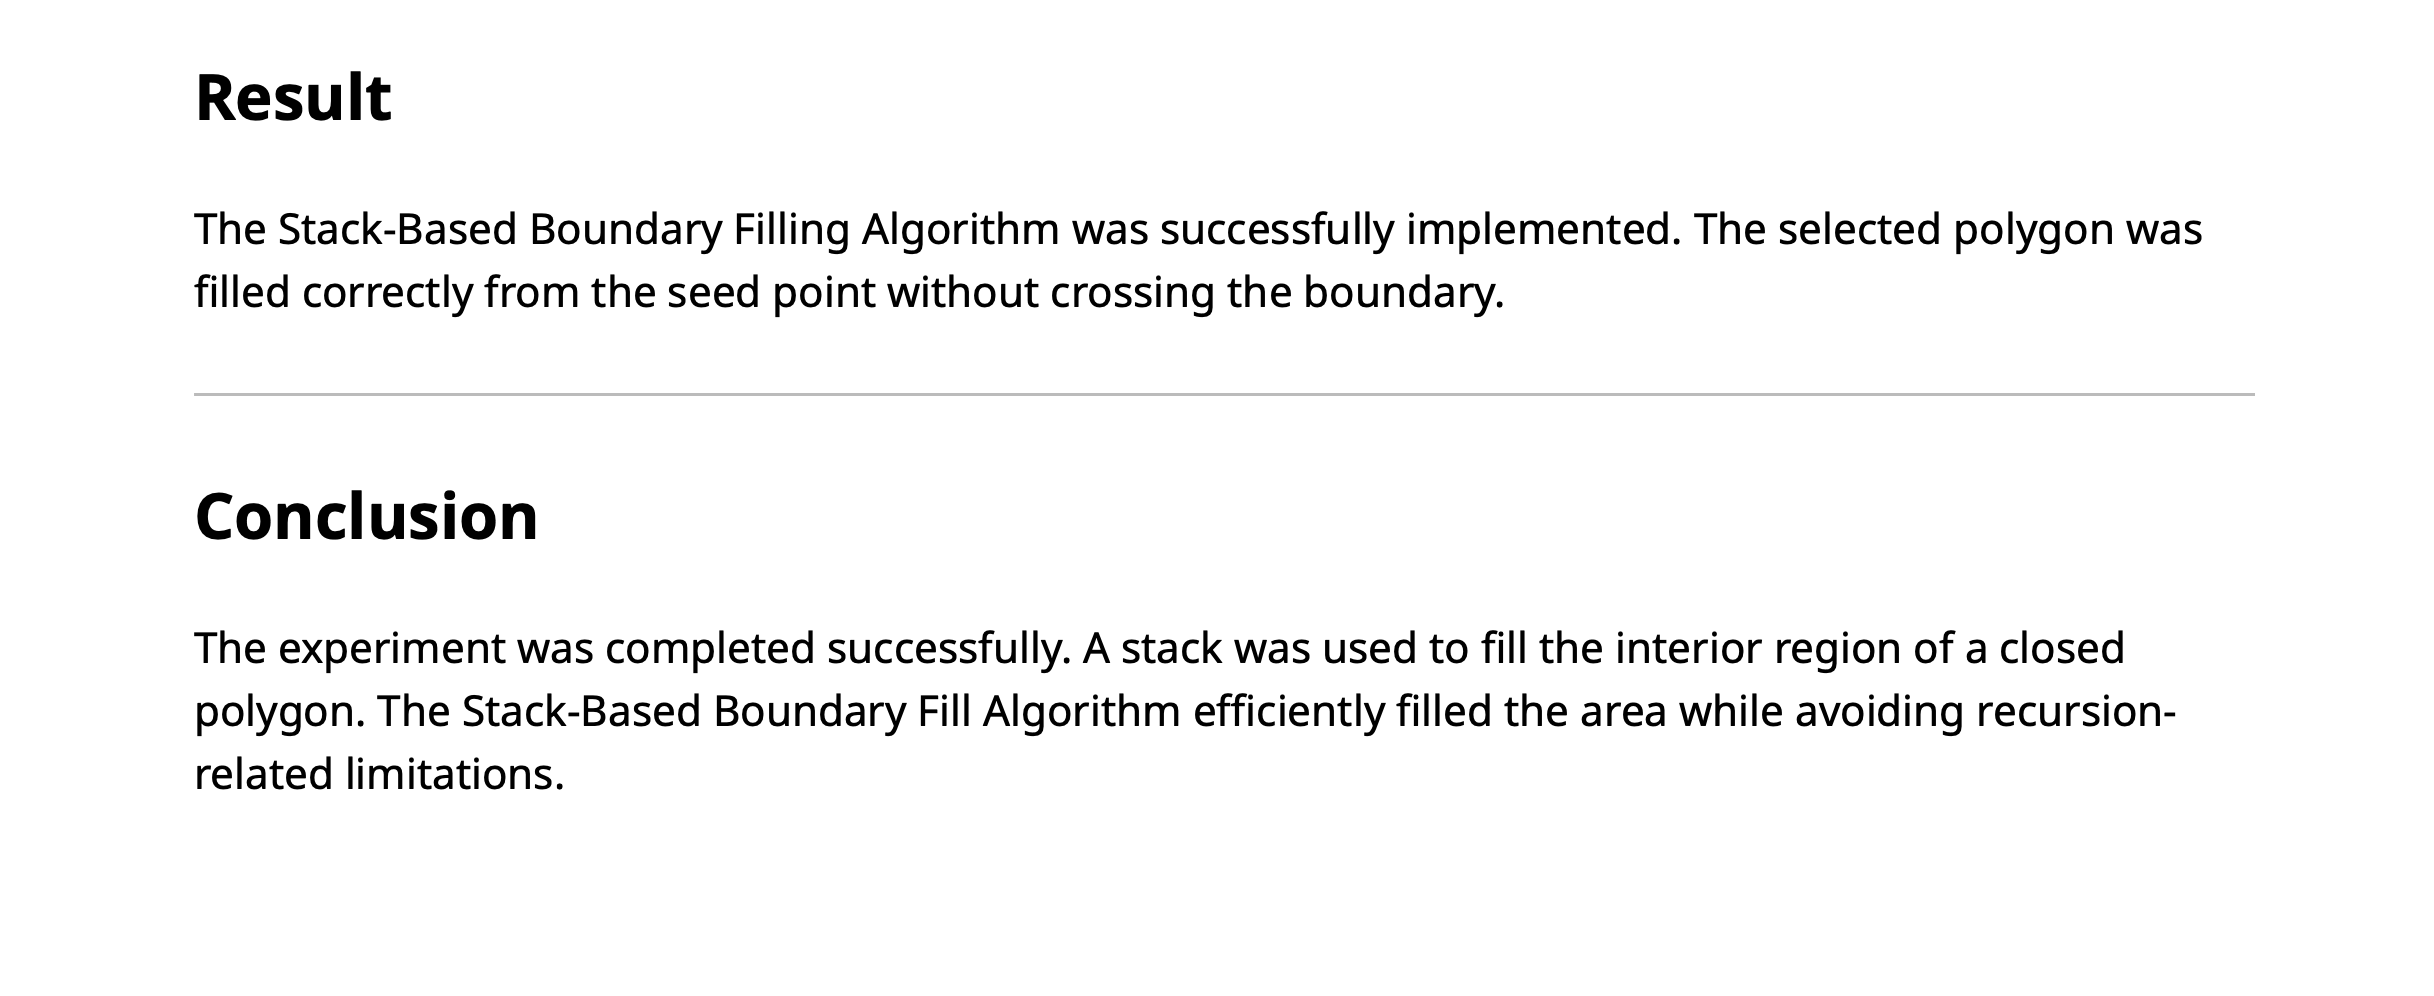 Result
The Stack-Based Boundary Filling Algorithm was successfully implemented. The selected polygon was
filled correctly from the seed point without crossing the boundary.
Conclusion
The experiment was completed successfully. A stack was used to fill the interior region of a closed
polygon. The Stack-Based Boundary Fill Algorithm efficiently filled the area while avoiding recursion-
related limitations.